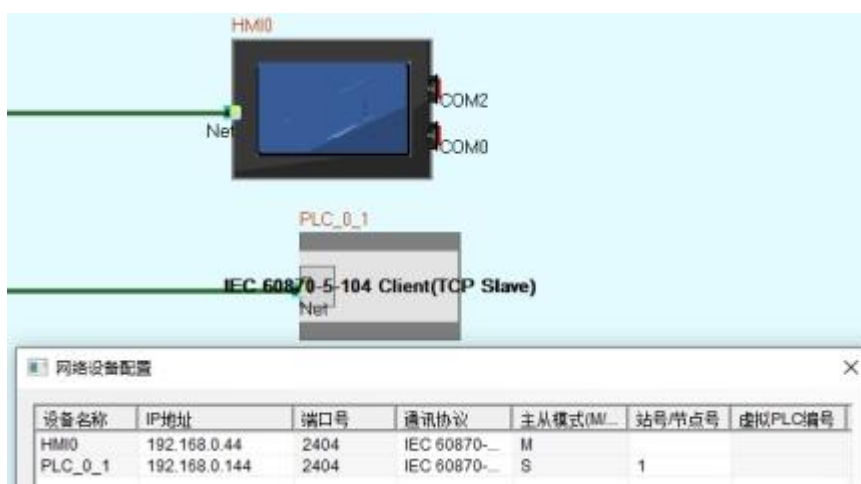 HMI0
COM2
Net
COM0
PLC_0_1
IEC 60870-5-104 Client(TCP Slave)
Net
网络设备配置
设备名称 IP地址 端口号 通讯协议 主从模式(M/... 站号/节点号 虚拟PLC编号
HMI0 192.168.0.44 2404 IEC 60870-... M
PLC_0_1 192.168.0.144 2404 IEC 60870-... S 1